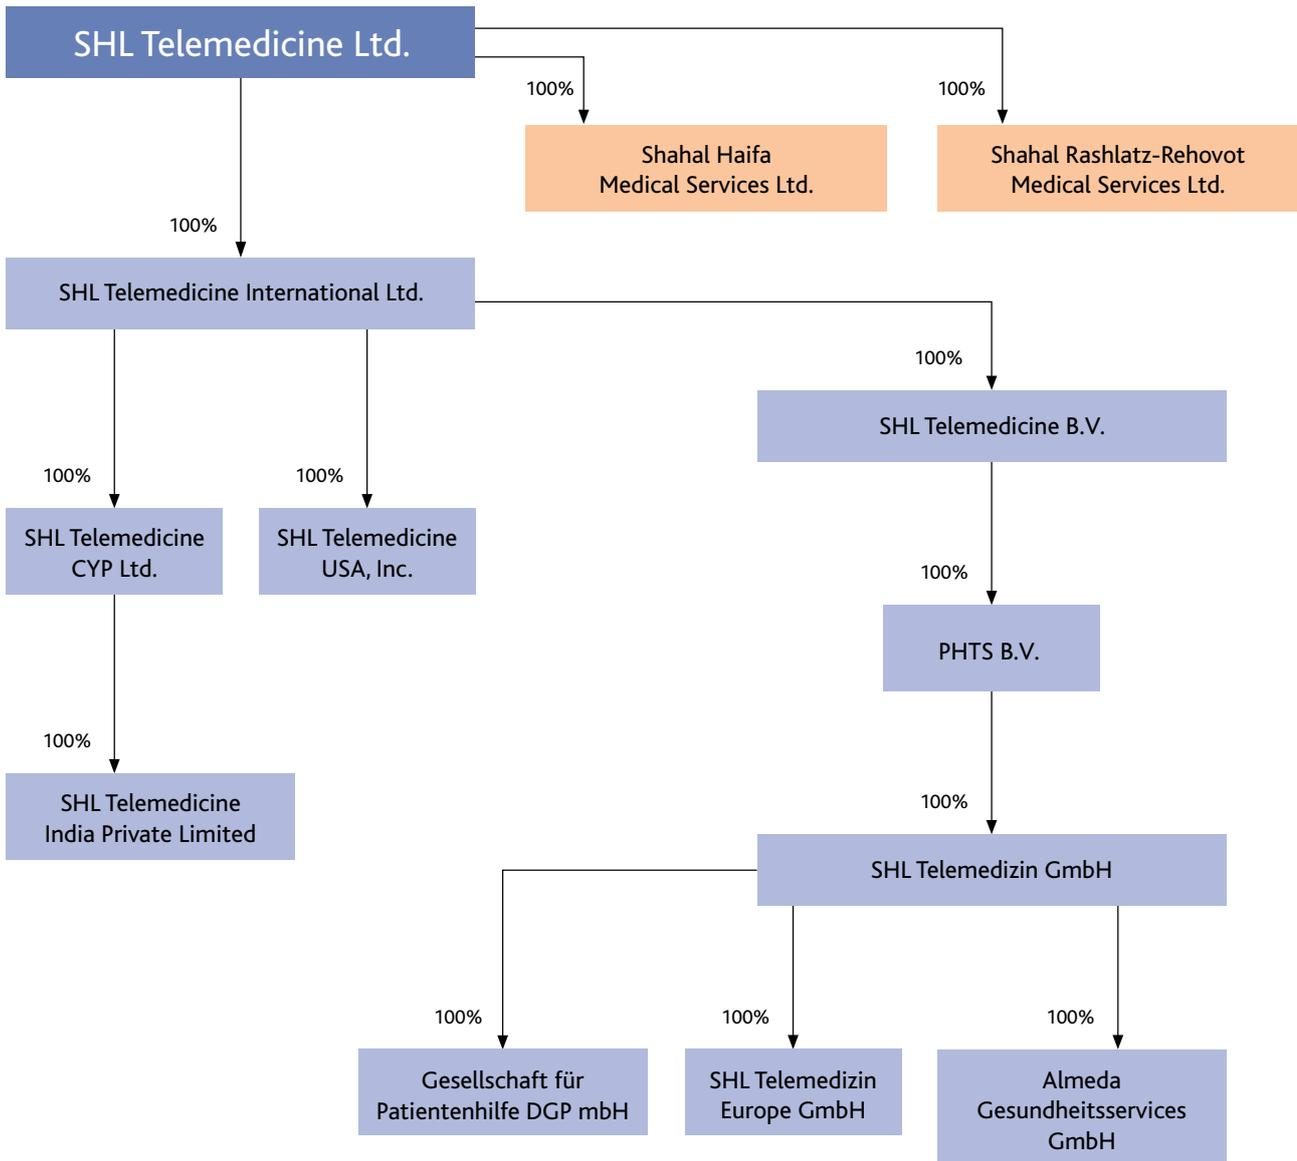 SHL Telemedicine Ltd.
100%
100%
Shahal Haifa
Medical Services Ltd.
Shahal Rashlatz-Rehovot
Medical Services Ltd.
100%
SHL Telemedicine International Ltd.
100%
SHL Telemedicine B.V.
100%
100%
SHL Telemedicine
CYP Ltd.
SHL Telemedicine
USA, Inc.
100%
PHTS B.V.
100%
SHL Telemedicine
India Private Limited
100%
SHL Telemedizin GmbH
100%
100%
100%
Gesellschaft für
Patientenhilfe DGP mbH
SHL Telemedizin
Europe GmbH
Almeda
Gesundheitsservices
GmbH